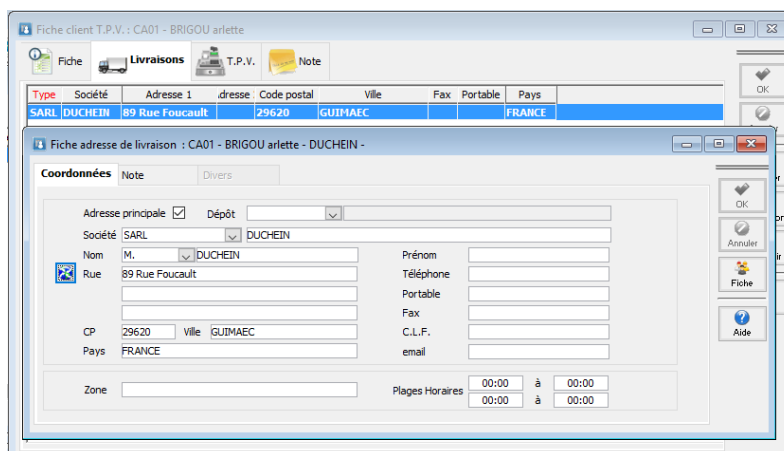 Fiche client T.P.V. : CA01 - BRIGOU arlette
Fiche Livraisons T.P.V. Note
Type Société Adresse 1 Code postal Ville Fax Portable Pays
SARL DUCHEIN 89 Rue Foucault 29620 GUIMAEC FRANCE
OK
Fiche adresse de livraison : CA01 - BRIGOU arlette - DUCHEIN -
Coordonnées Note Divers
Adresse principale Dépôt
Société SARL DUCHEIN
Nom M. DUCHEIN Prénom
Rue 89 Rue Foucault Téléphone
Portable
Fax
CP 29620 Ville GUIMAEC C.L.F.
Pays FRANCE email
Zone Plages Horaires 00:00 à 00:00
00:00 à 00:00
OK
Annuler
Fiche
Aide